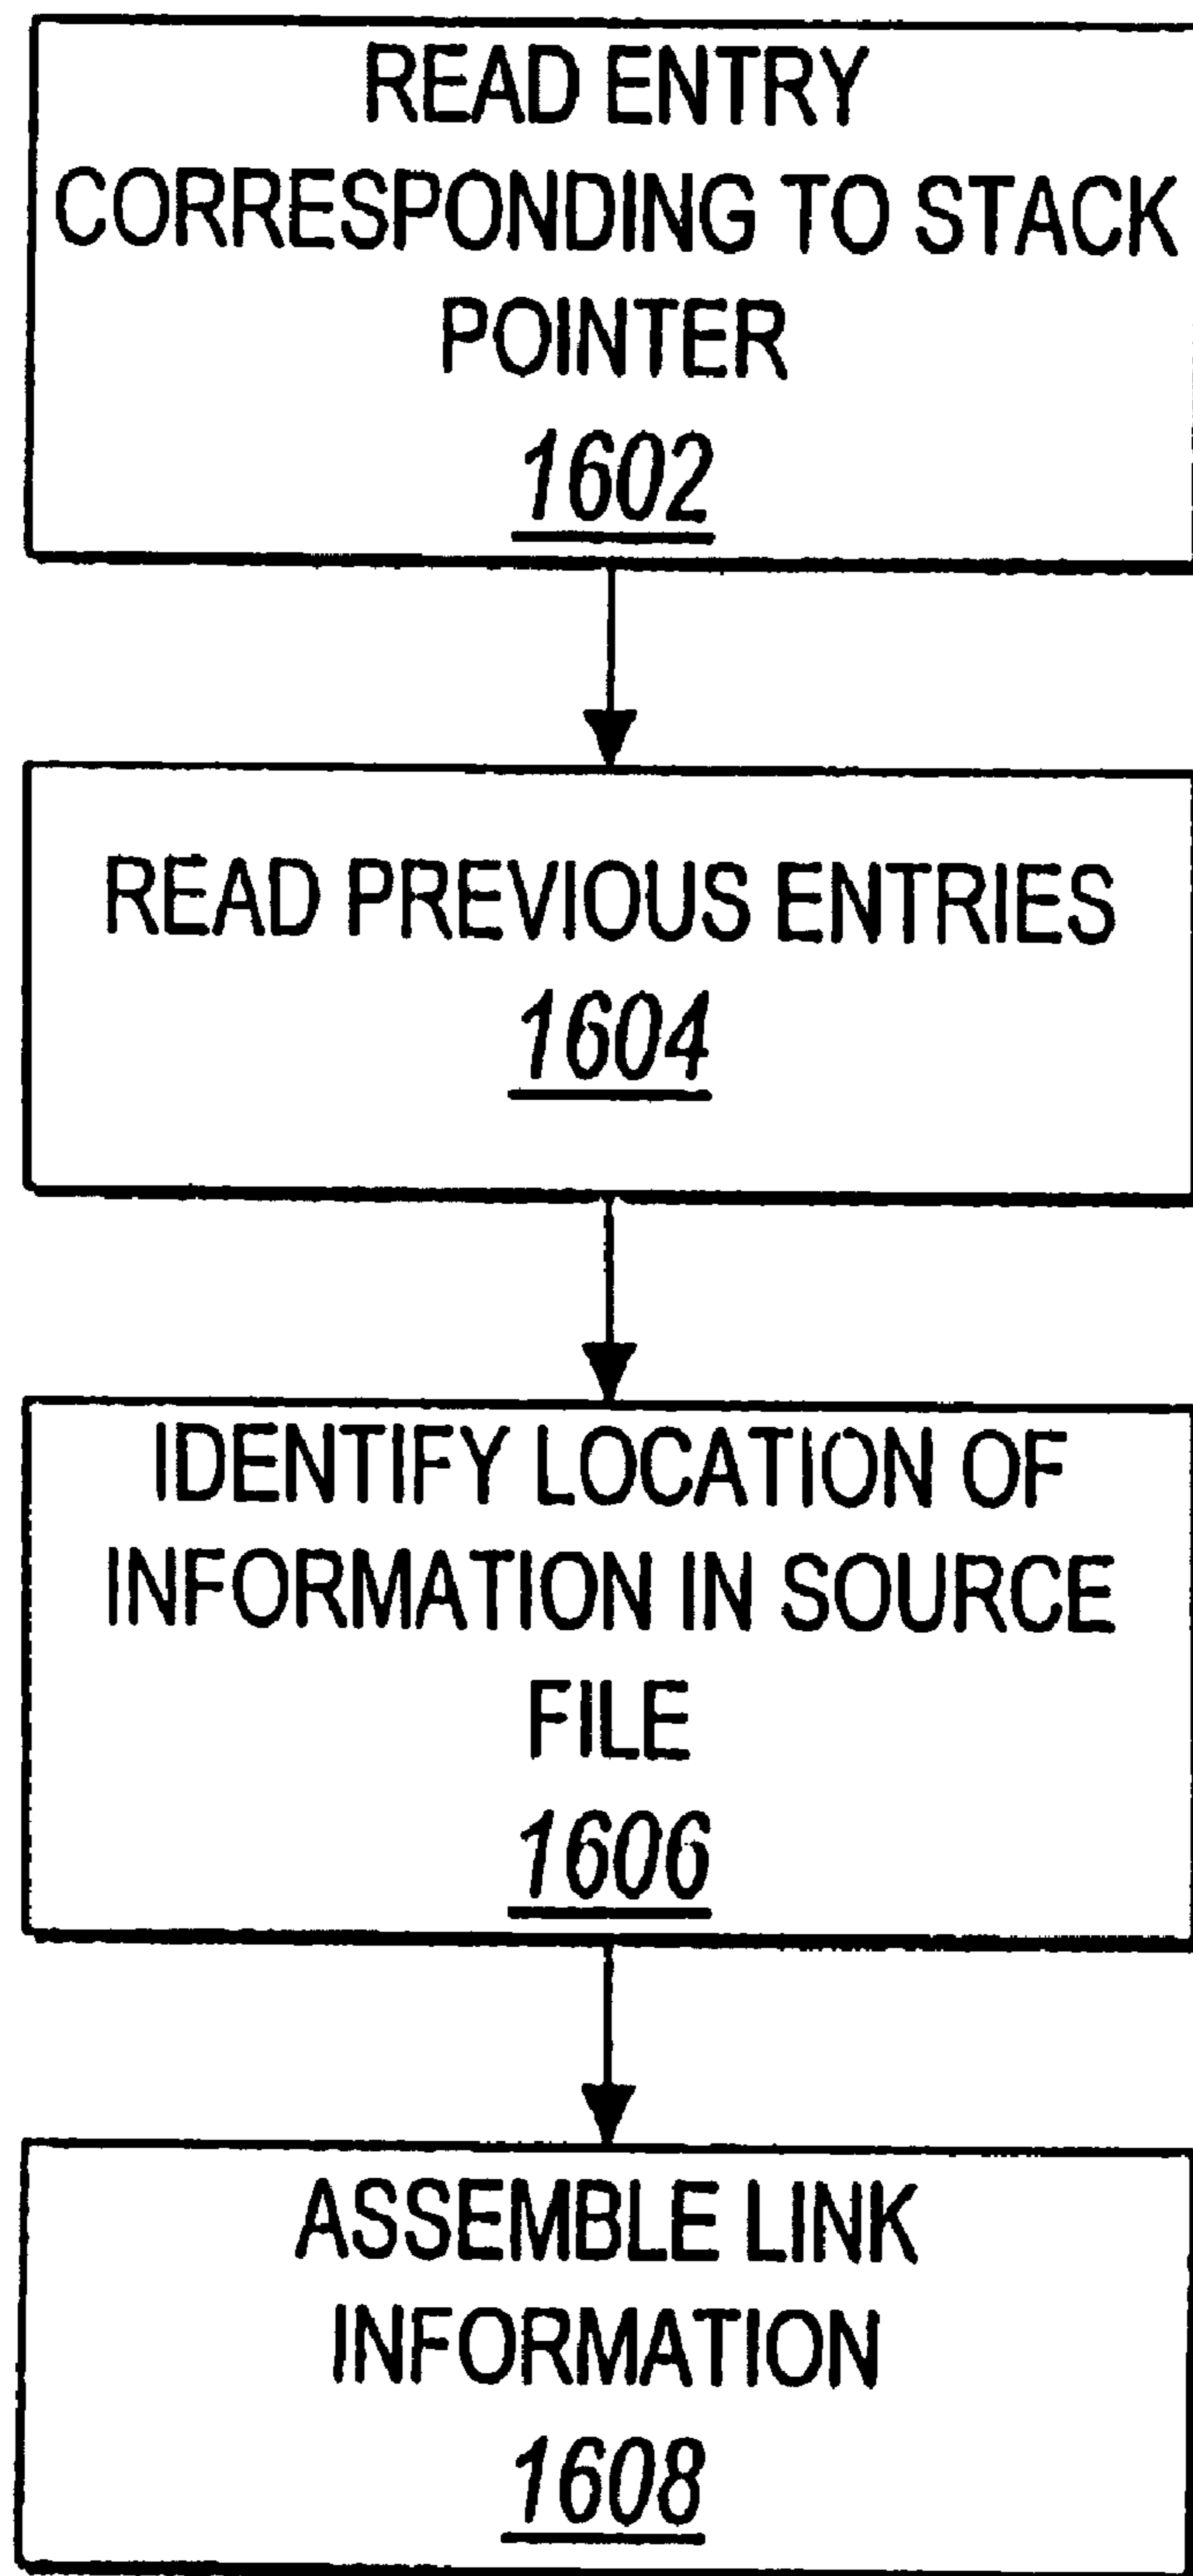 READ ENTRY
CORRESPONDING TO STACK
POINTER
1602
READ PREVIOUS ENTRIES
1604
IDENTIFY LOCATION OF
INFORMATION IN SOURCE
FILE
1606
ASSEMBLE LINK
INFORMATION
1608